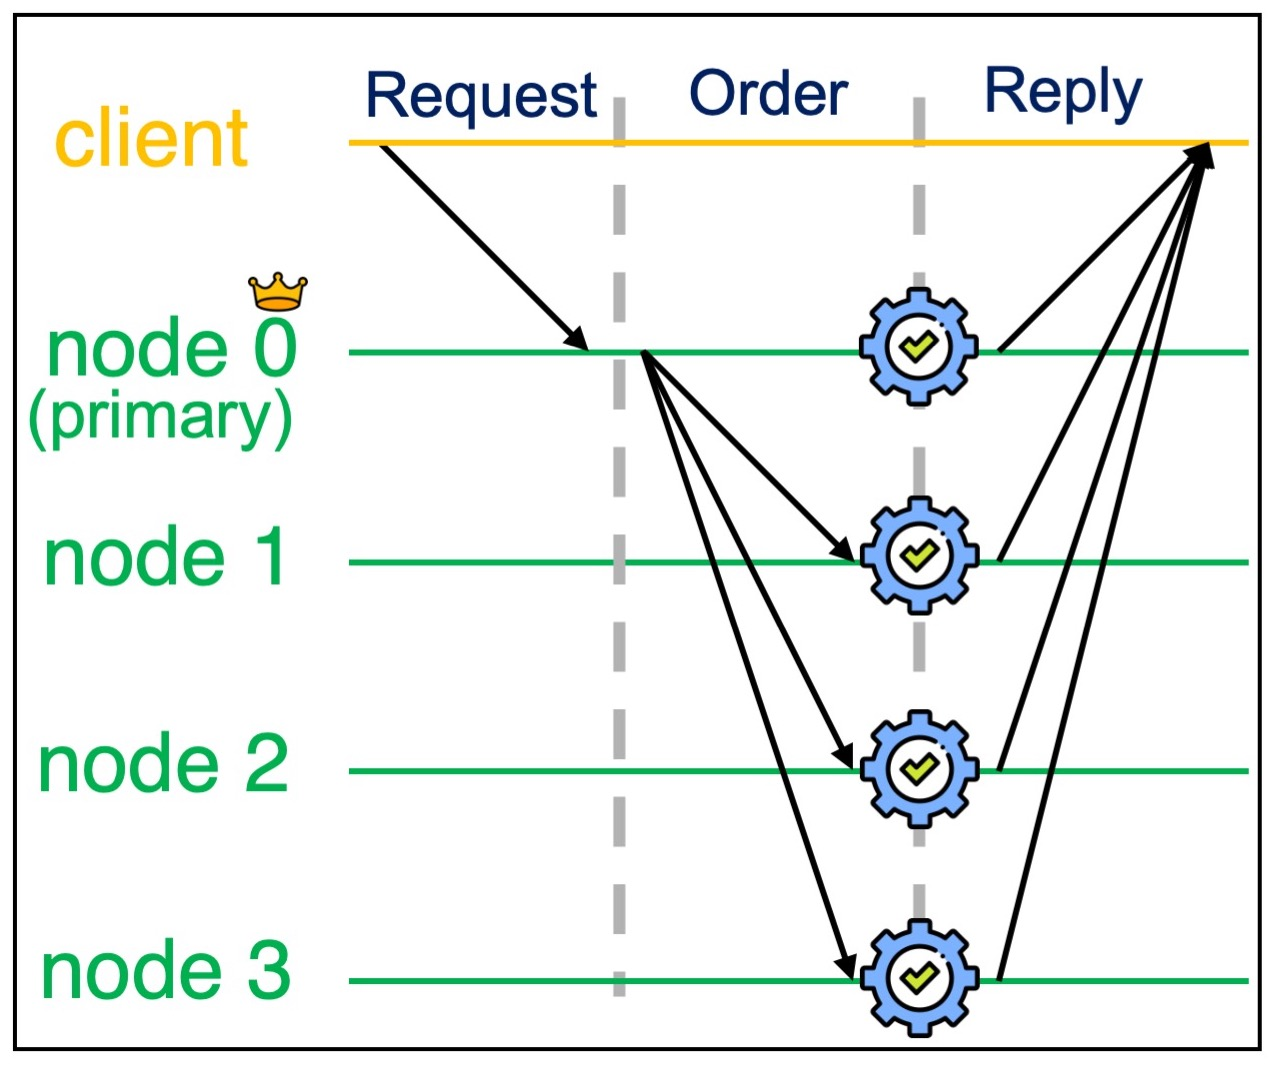 Request Order Reply
client
node 0
(primary)
node 1
node 2
node 3